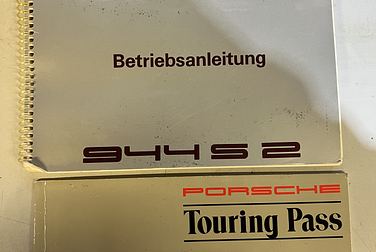 Betriebsanleitung
944 S 2
PORSCHE
Touring Pass